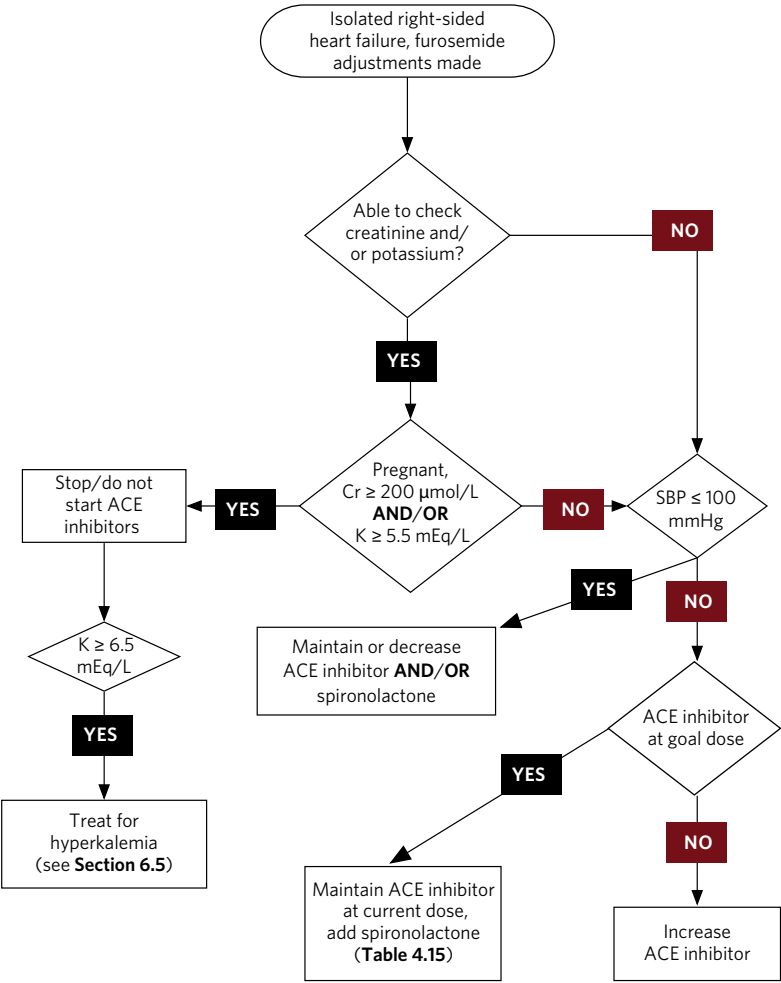 Isolated right-sided
heart failure, furosemide
adjustments made
Able to check
creatinine and/
or potassium?
NO
YES
Pregnant,
Cr ≥ 200 µmol/L
AND/OR
K ≥ 5.5 mEq/L
YES
Stop/do not
start ACE
inhibitors
NO
SBP ≤ 100
mmHg
YES
NO
K ≥ 6.5
mEq/L
Maintain or decrease
ACE inhibitor AND/OR
spironolactone
ACE inhibitor
at goal dose
YES
YES
NO
Treat for
hyperkalemia
(see Section 6.5)
Maintain ACE inhibitor
at current dose,
add spironolactone
(Table 4.15)
Increase
ACE inhibitor